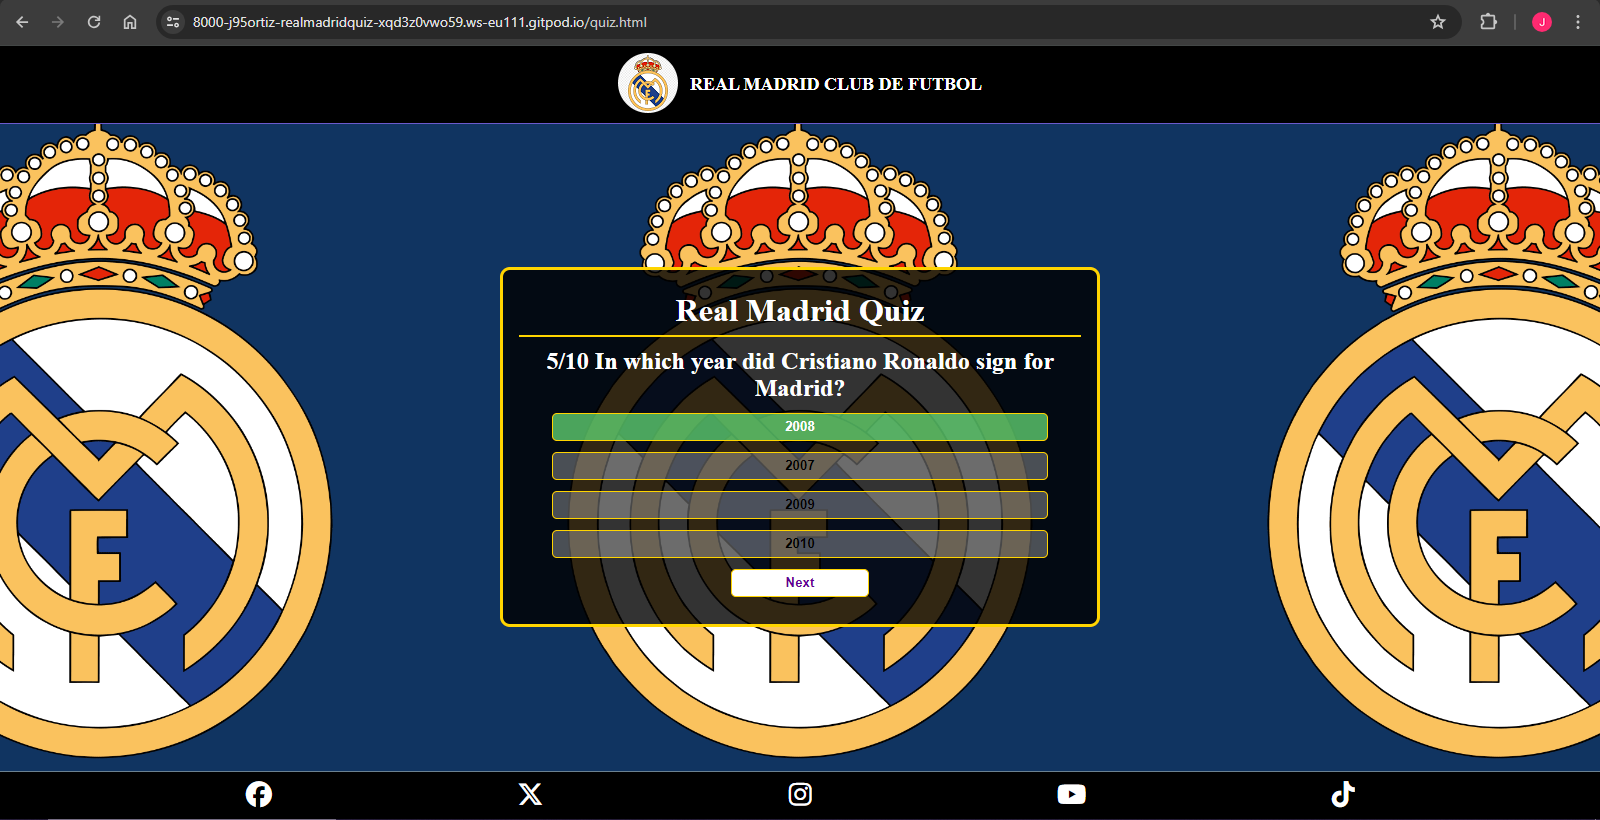 8000-j95ortiz-realmadridquiz-xqd3z0vwo59.ws-eu111.gitpod.io/quiz.html
J
REAL MADRID CLUB DE FUTBOL
Real Madrid Quiz
5/10 In which year did Cristiano Ronaldo sign for
Madrid?
2008
2007
2009
2010
Next